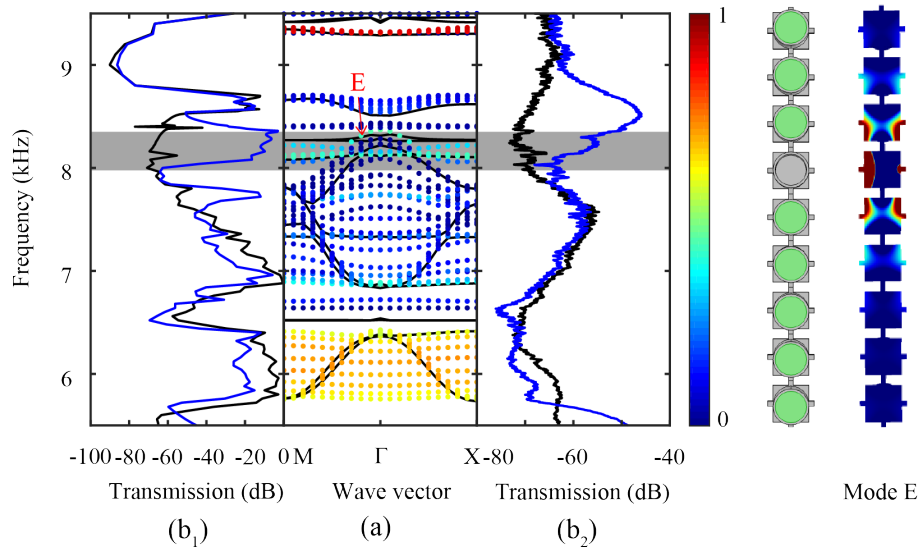 1
9
E
8
Frequency (kHz)
7
6
0
-100 -80 -60 -40 -20 0 M Γ X -80 -60 -40
Transmission (dB) Wave vector Transmission (dB) Mode E
(b1) (a) (b2)